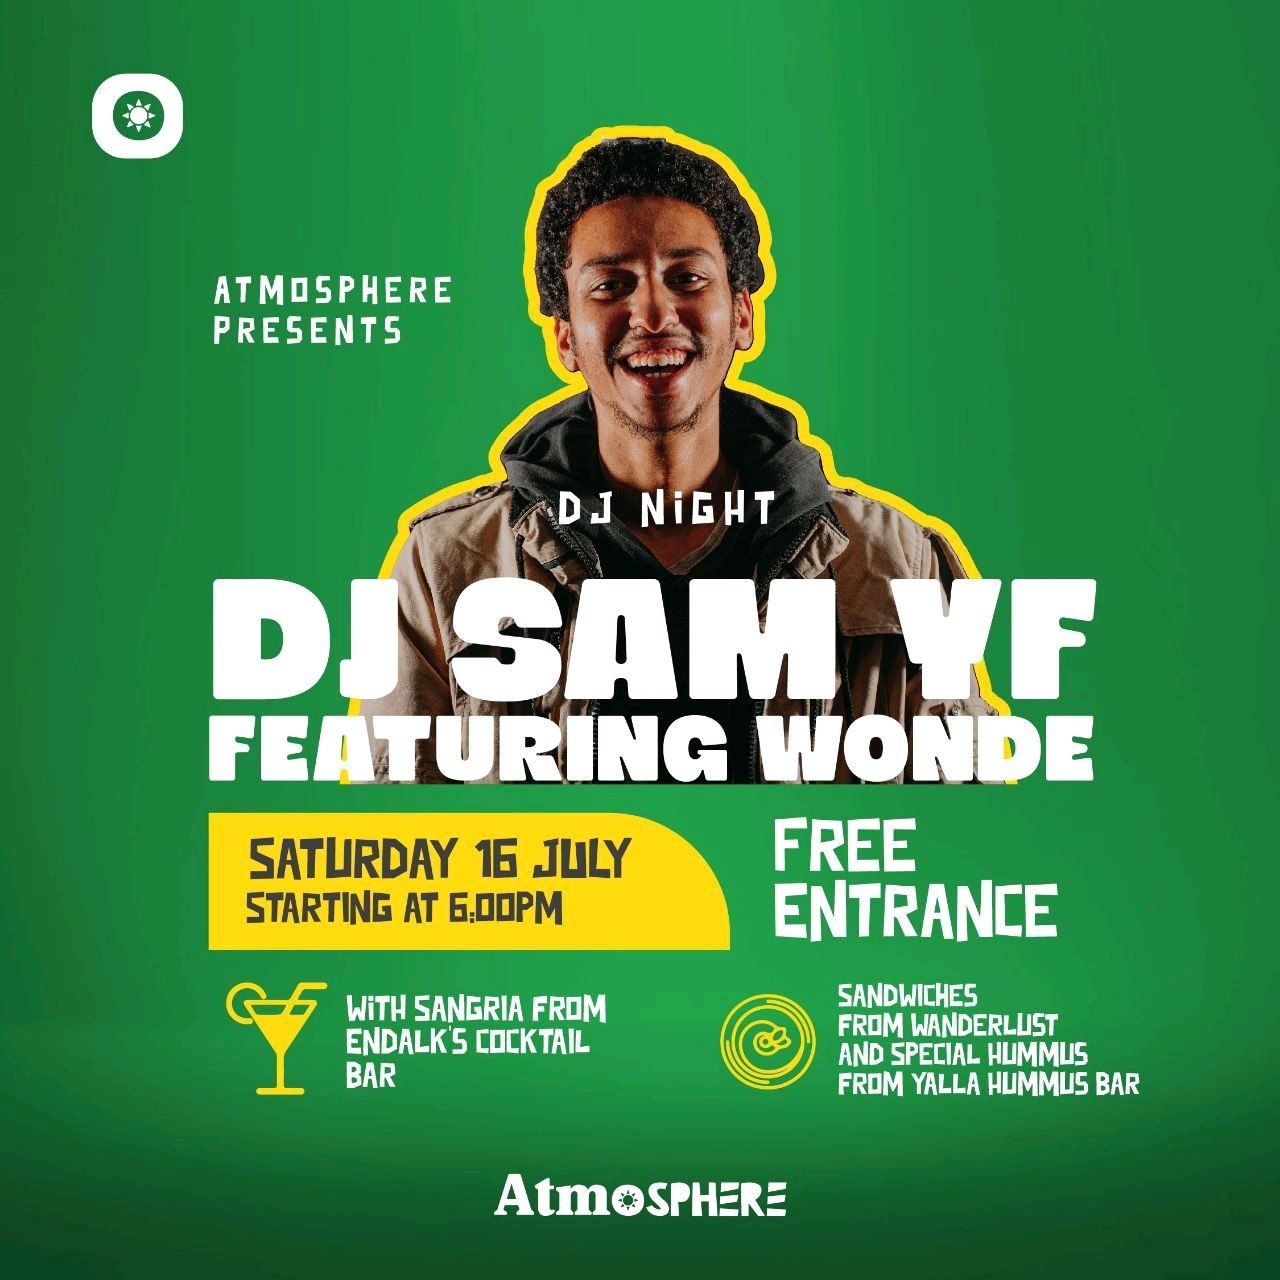 ATMOSPHERE
PRESENTS
DJ NiGHT
DJ SAM YF
FEATURING WONDE
SATURDAY 16 JULY
STARTING AT 6:00PM
FREE
ENTRANCE
WiTH SANGRIA FROM
ENDALK'S COCKTAIL
BAR
SANDWICHES
FROM WANDERLUST
AND SPECIAL HUMMUS
FROM YALLA HUMMUS BAR
AtmoSPHERE